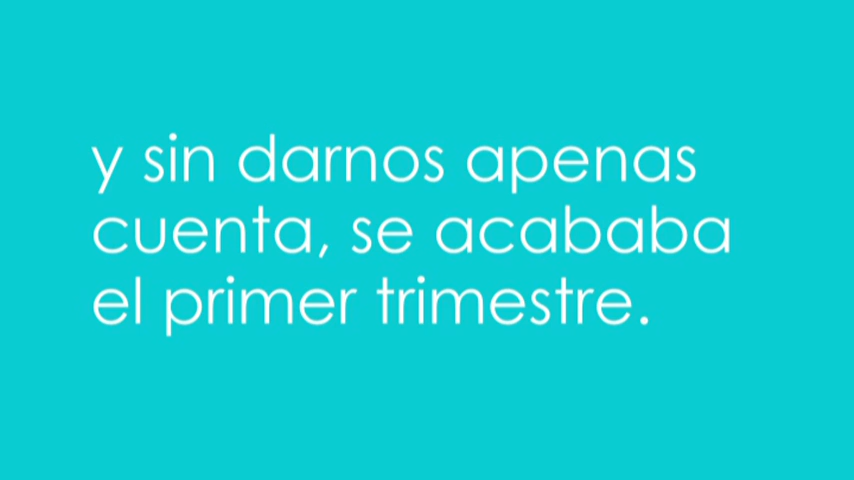 y sin darnos apenas
cuenta, se acababa
el primer trimestre.